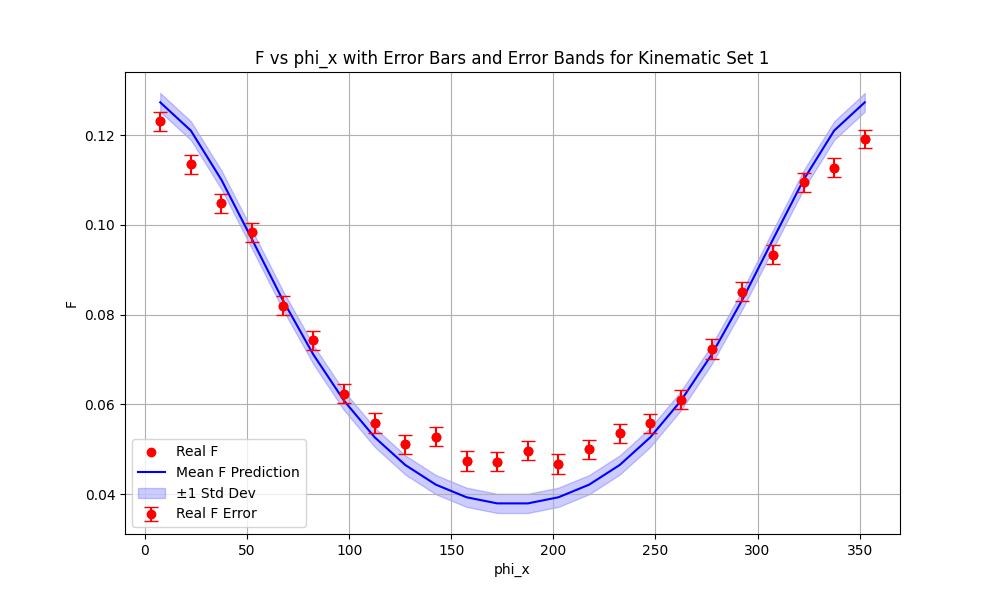 F vs phi_x with Error Bars and Error Bands for Kinematic Set 1
0.12
0.10
0.08
0.06
0.04
F
Real F
Mean F Prediction
±1 Std Dev
Real F Error
0 50 100 150 200 250 300 350
phi_x